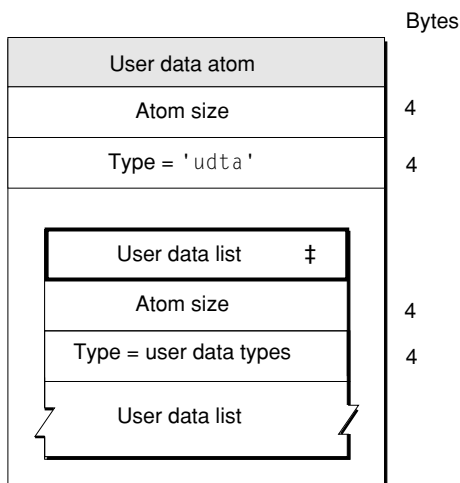 Bytes
User data atom
Atom size 4
Type = 'udta' 4
User data list ‡
Atom size 4
Type = user data types 4
User data list